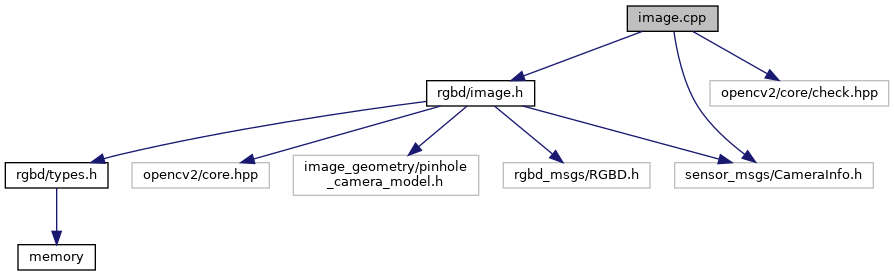 image.cpp
rgbd/image.h
opencv2/core/check.hpp
rgbd/types.h
opencv2/core.hpp
image_geometry/pinhole
_camera_model.h
rgbd_msgs/RGBD.h
sensor_msgs/CameraInfo.h
memory